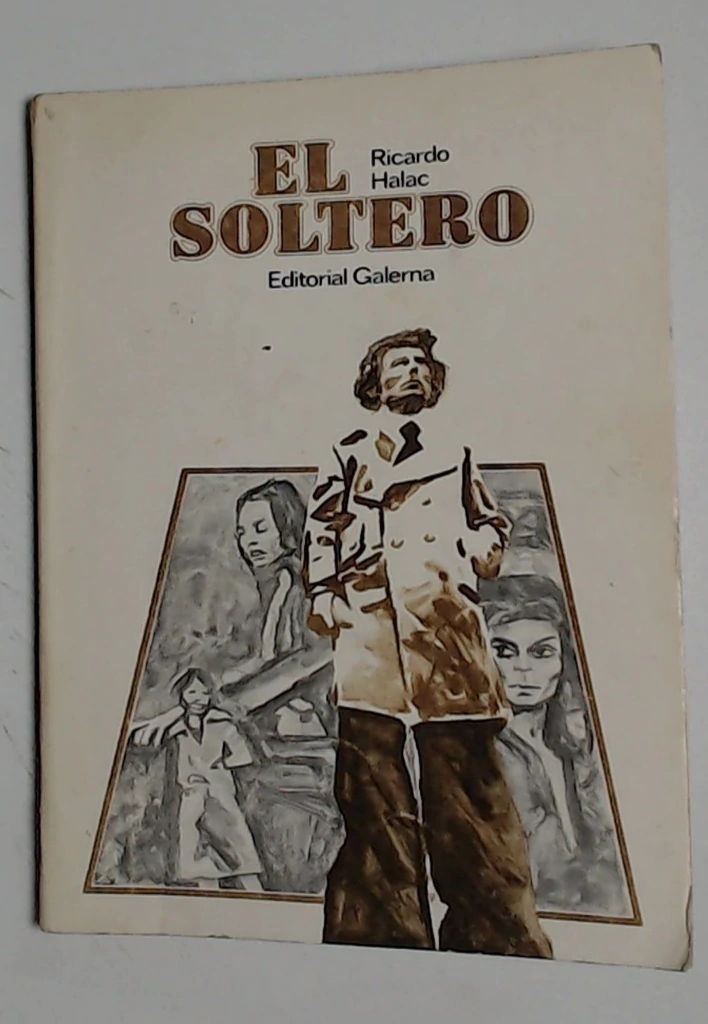 EL
Ricardo
Halac
SOLTERO
Editorial Galerna